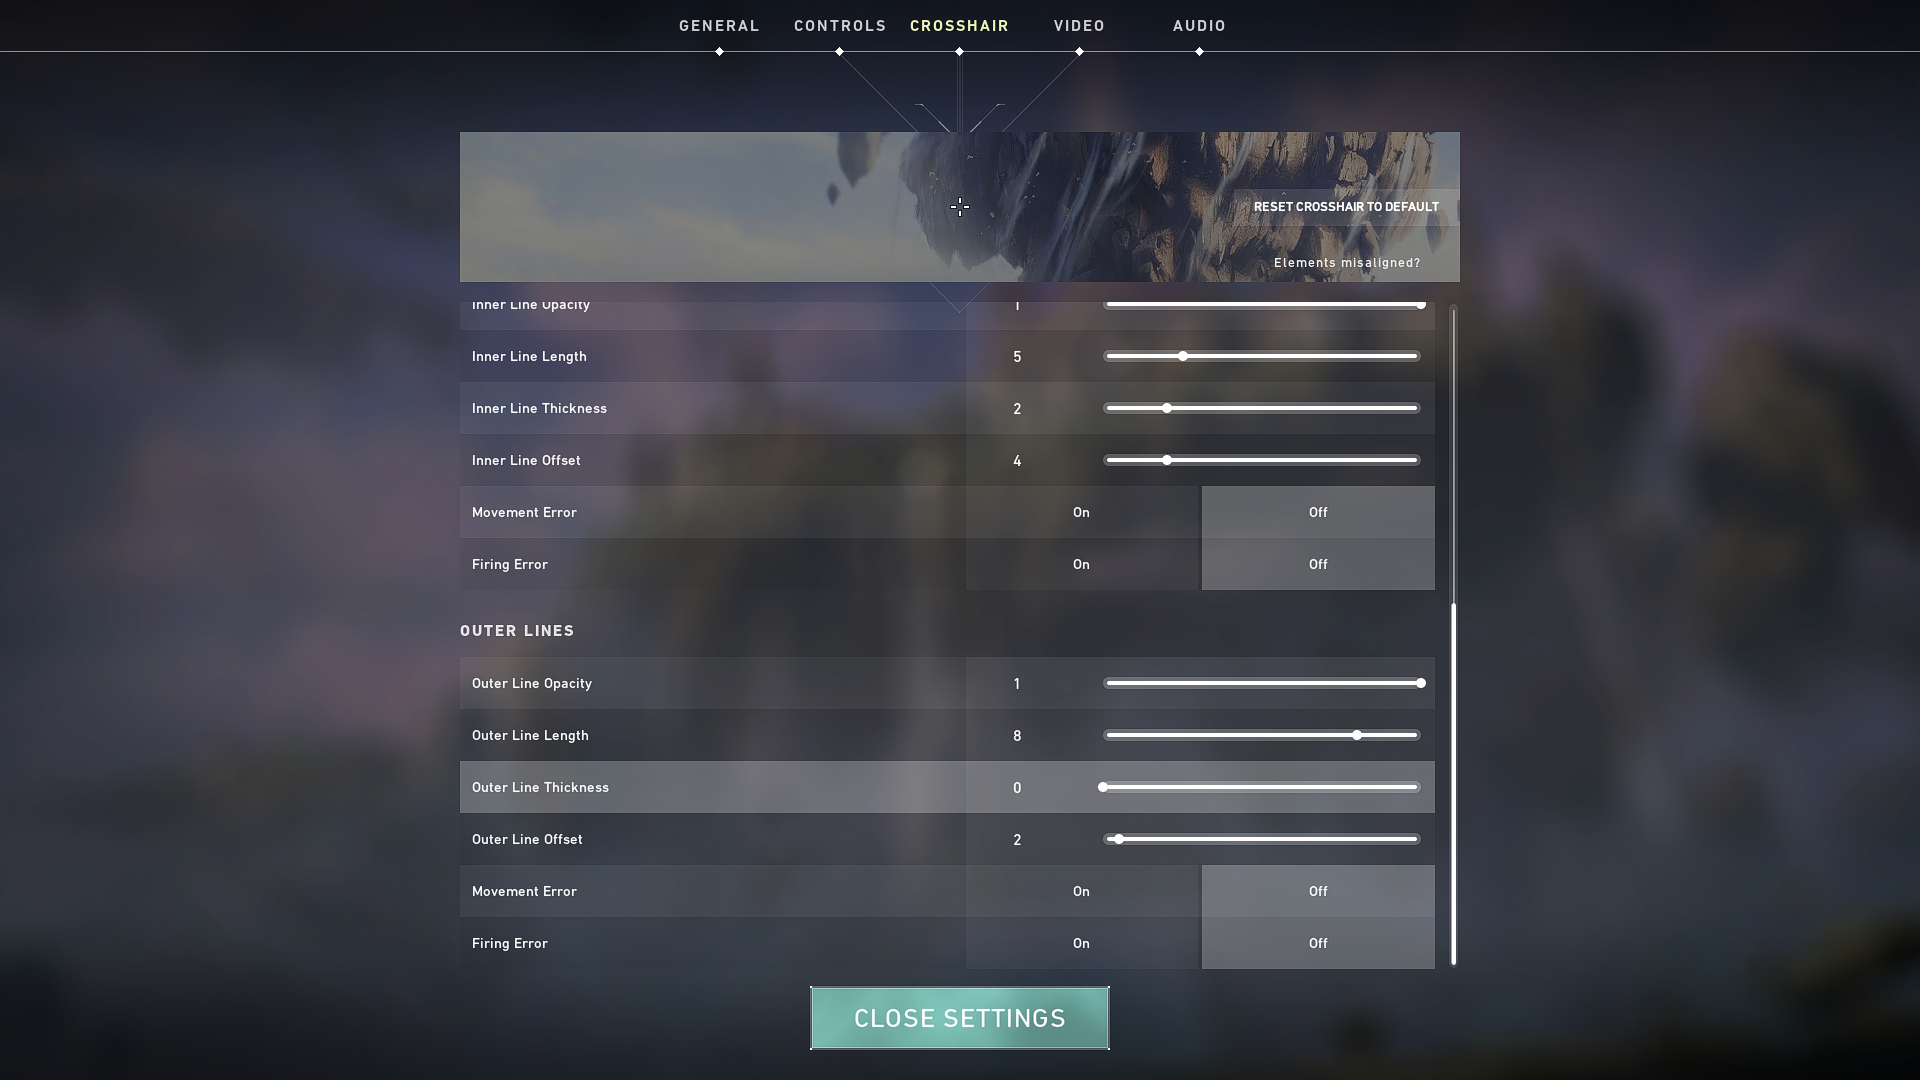 GENERAL CONTROLS CROSSHAIR VIDEO AUDIO
RESET CROSSHAIR TO DEFAULT
Elements misaligned?
Inner Line Opacity 1
Inner Line Length 5
Inner Line Thickness 2
Inner Line Offset 4
Movement Error On Off
Firing Error On Off
OUTER LINES
Outer Line Opacity 1
Outer Line Length 8
Outer Line Thickness 0
Outer Line Offset 2
Movement Error On Off
Firing Error On Off
CLOSE SETTINGS